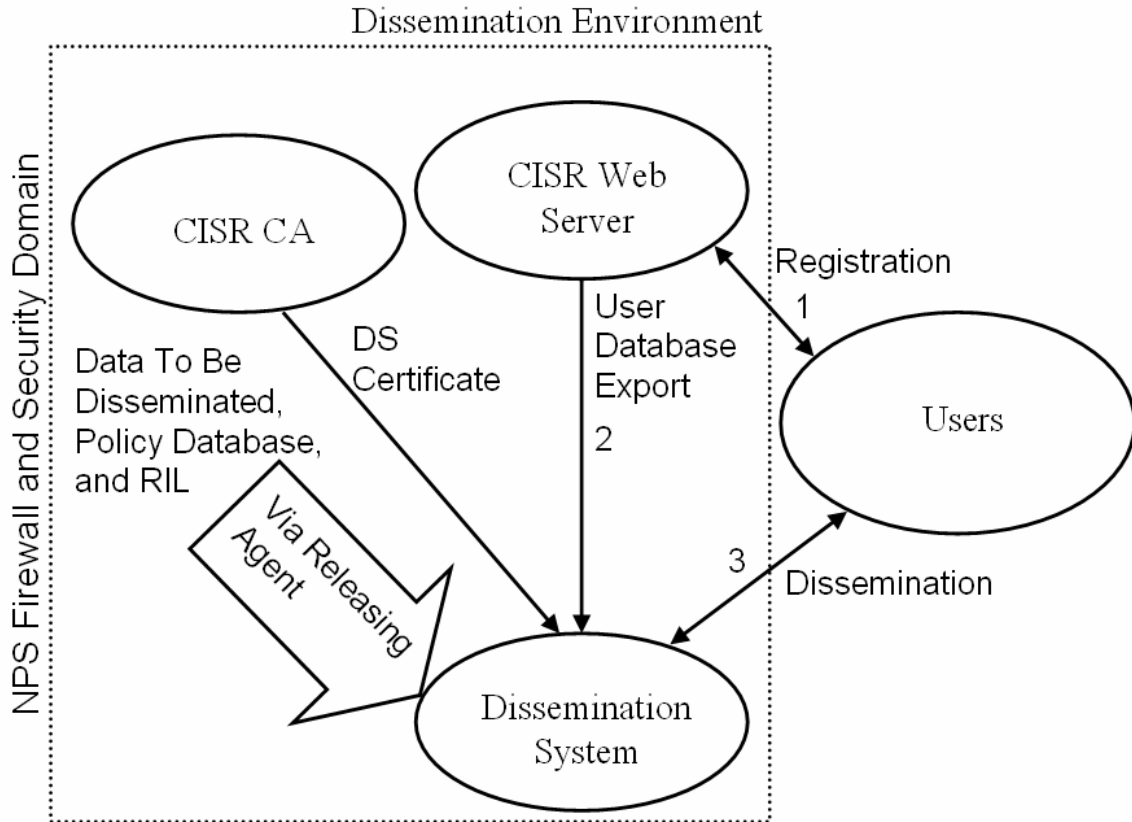 Dissemination Environment
NPS Firewall and Security Domain
CISR CA
CISR Web
Server
Registration
1
Users
DS
Certificate
User
Database
Export
2
Data To Be
Disseminated,
Policy Database,
and RIL
Via Releasing
Agent
3
Dissemination
Dissemination
System